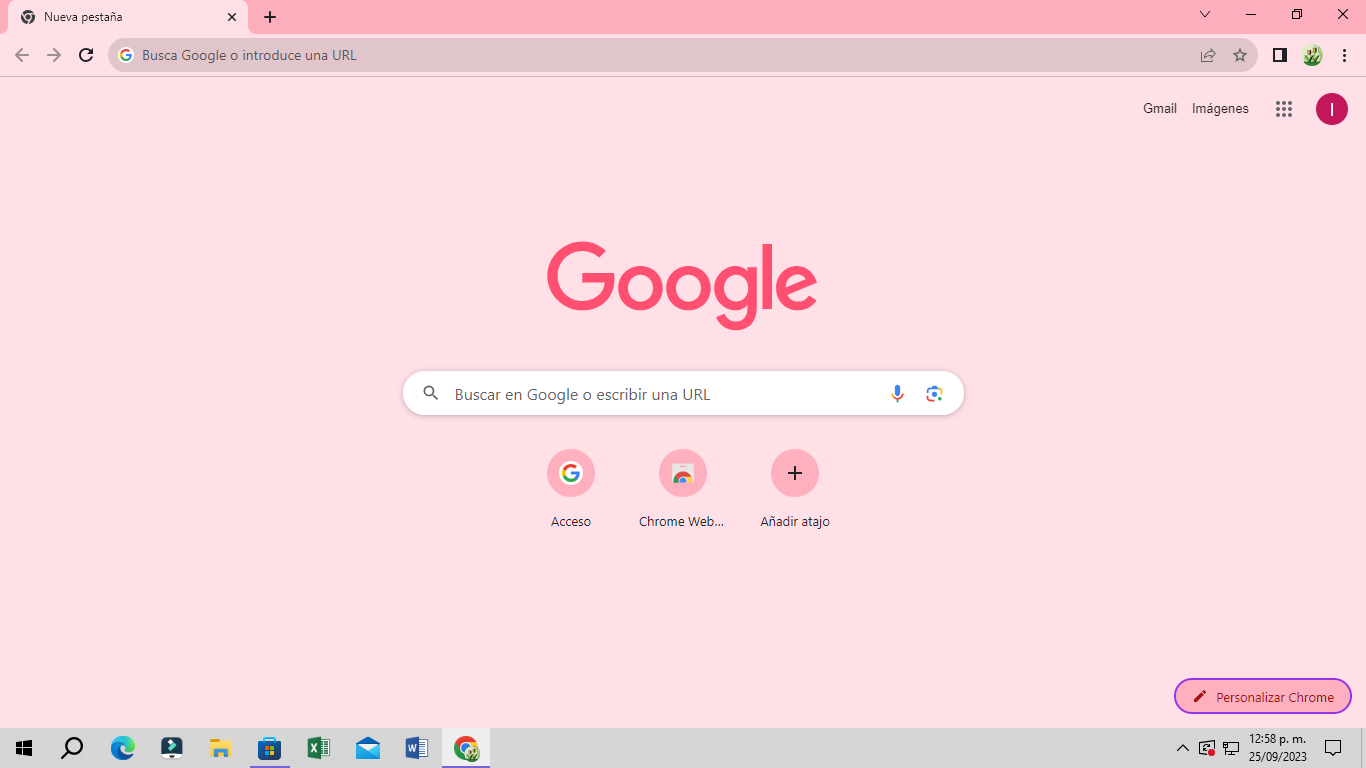 Nueva pestaña
Busca Google o introduce una URL
Gmail Imágenes
I
Google
Buscar en Google o escribir una URL
Acceso Chrome Web... Añadir atajo
Personalizar Chrome
12:58 p. m.
25/09/2023